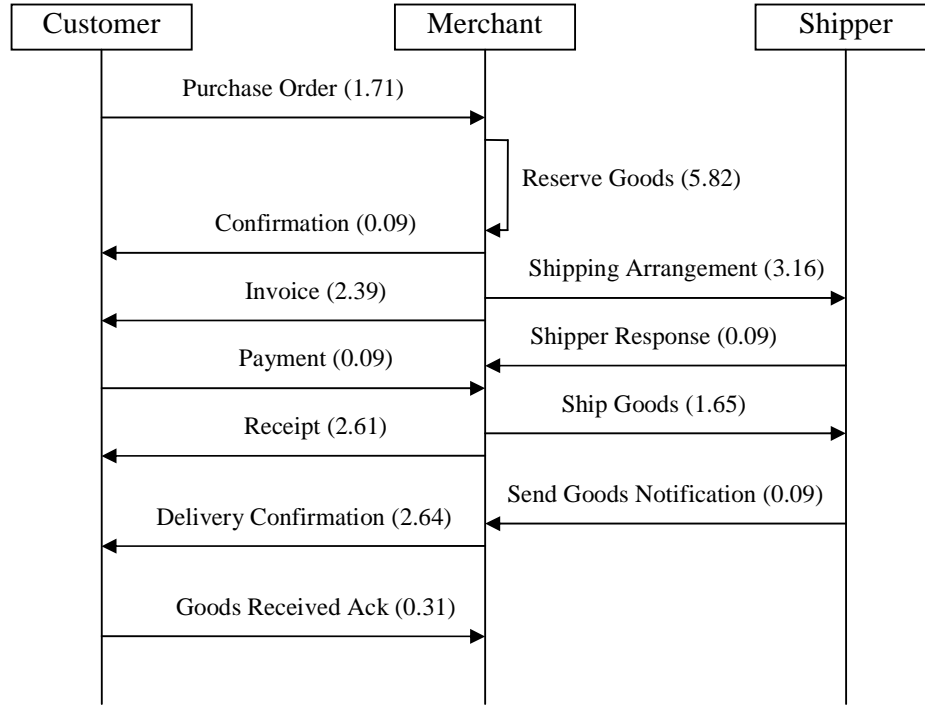 Customer
Merchant
Shipper
Purchase Order (1.71)
Reserve Goods (5.82)
Confirmation (0.09)
Shipping Arrangement (3.16)
Invoice (2.39)
Shipper Response (0.09)
Payment (0.09)
Ship Goods (1.65)
Receipt (2.61)
Send Goods Notification (0.09)
Delivery Confirmation (2.64)
Goods Received Ack (0.31)